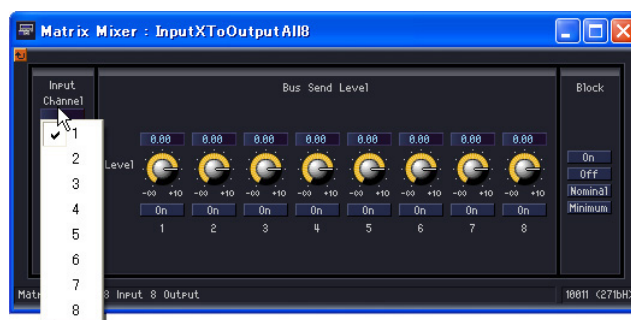 Matrix Mixer : InputXToOutputAll8
Input Channel
Bus Send Level
Block
1
2
3
4
5
6
7
8
0.00 0.00 0.00 0.00 0.00 0.00 0.00 0.00
Level
-∞ +10 -∞ +10 -∞ +10 -∞ +10 -∞ +10 -∞ +10 -∞ +10 -∞ +10
On On On On On On On On
1 2 3 4 5 6 7 8
On
Off
Nominal
Minimum
8 Input 8 Output
10011 (271bH)